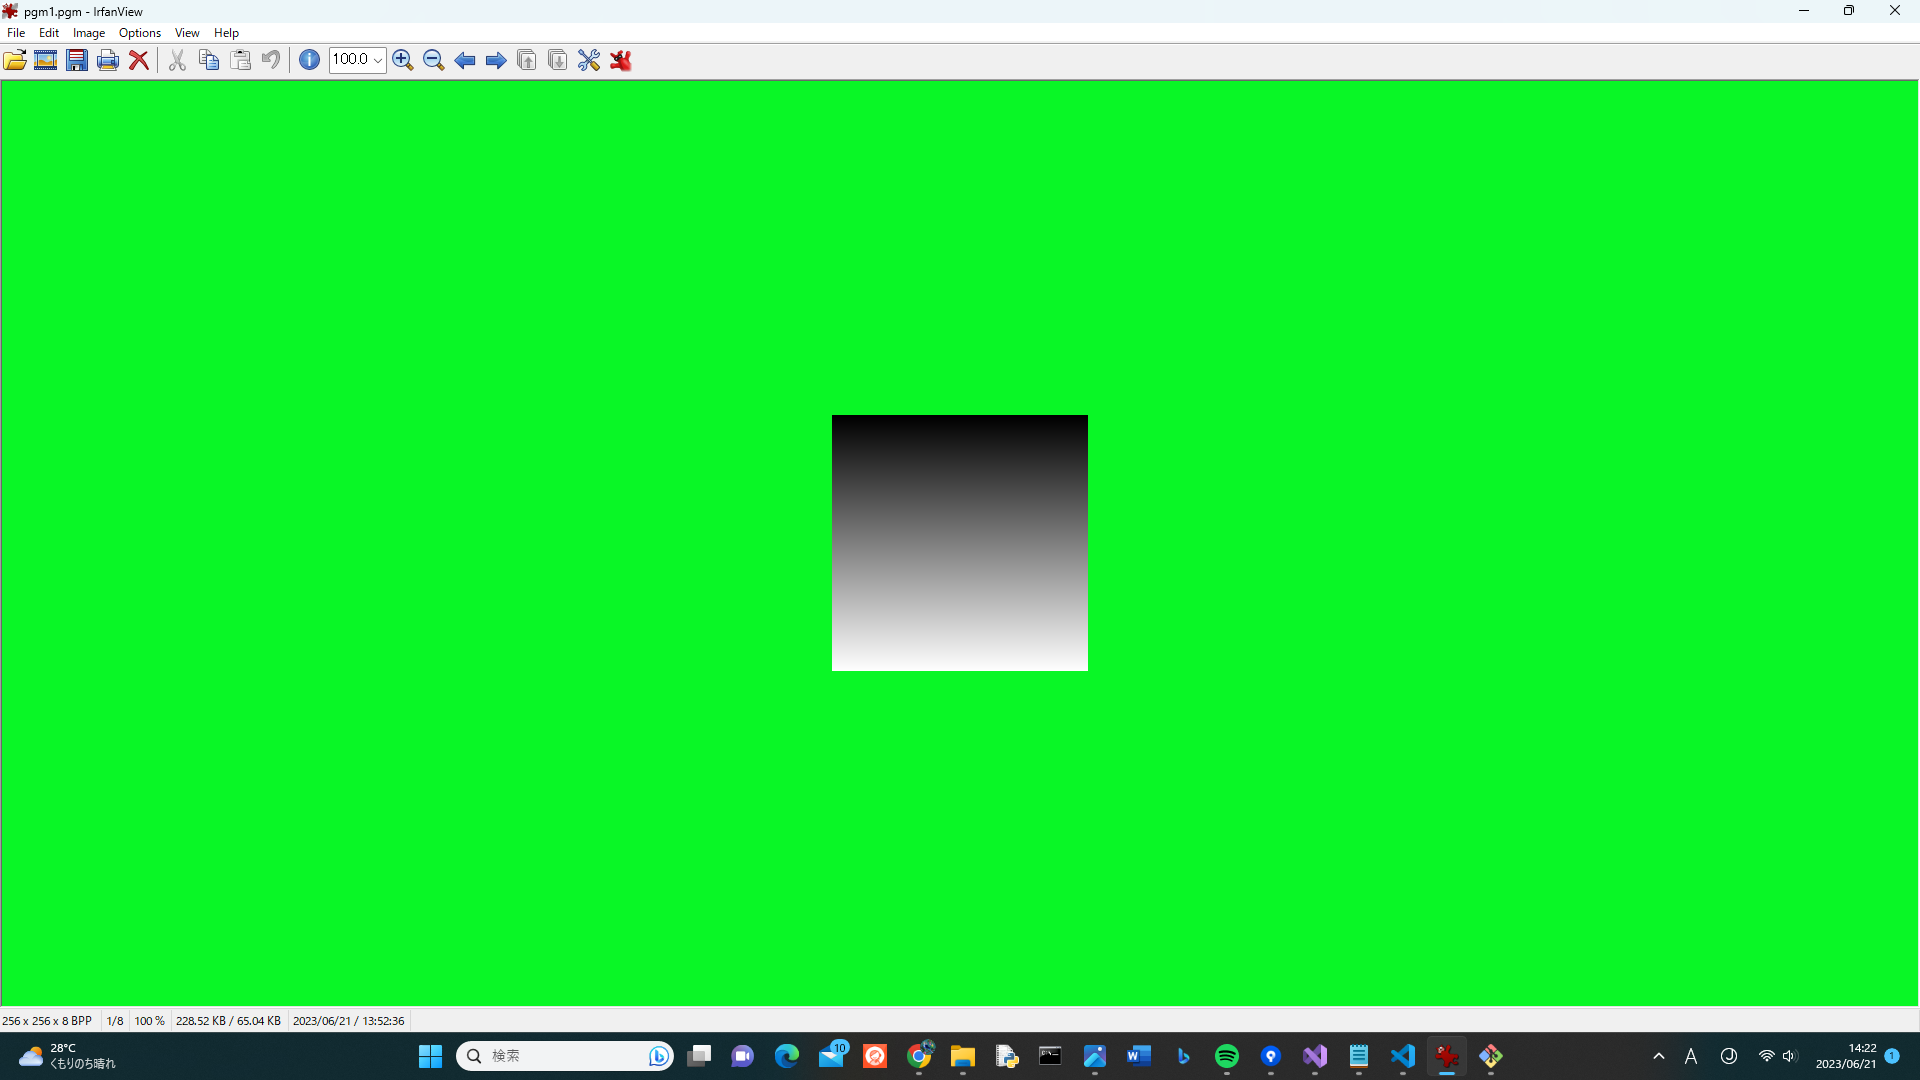 pgm1.pgm - IrfanView
File Edit Image Options View Help
100.0
256 x 256 x 8 BPP 1/8 100 % 228.52 KB / 65.04 KB 2023/06/21 / 13:52:36
28°C
くもりのち晴れ
検索
10
A
14:22
2023/06/21
1